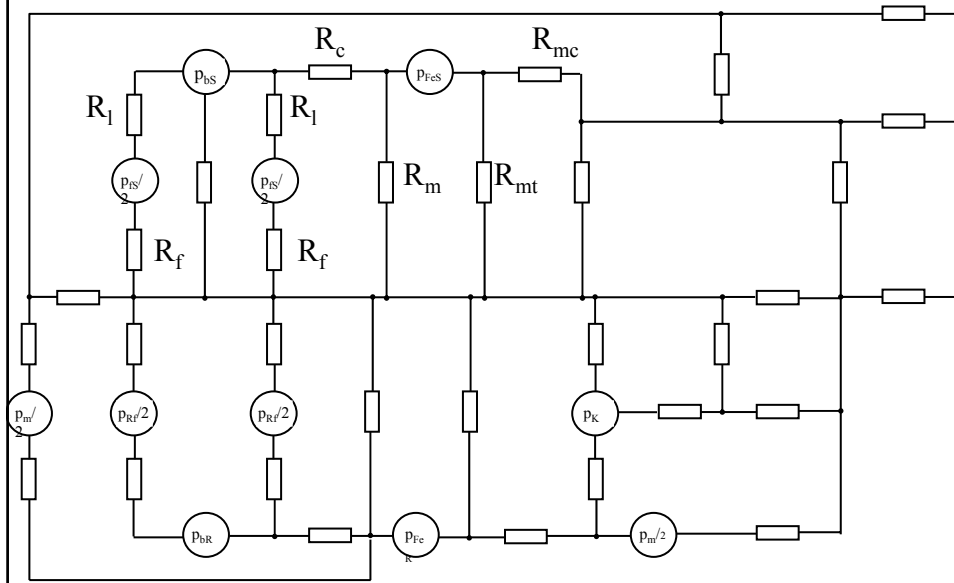 R_c
R_mc
p_bS
p_FeS
R_l
R_l
p_fS/
2
p_fS/
2
R_m
R_mt
R_f
R_f
p_m/
2
p_Rf/2
p_Rf/2
p_K
p_bR
p_Fe
R
p_m/2